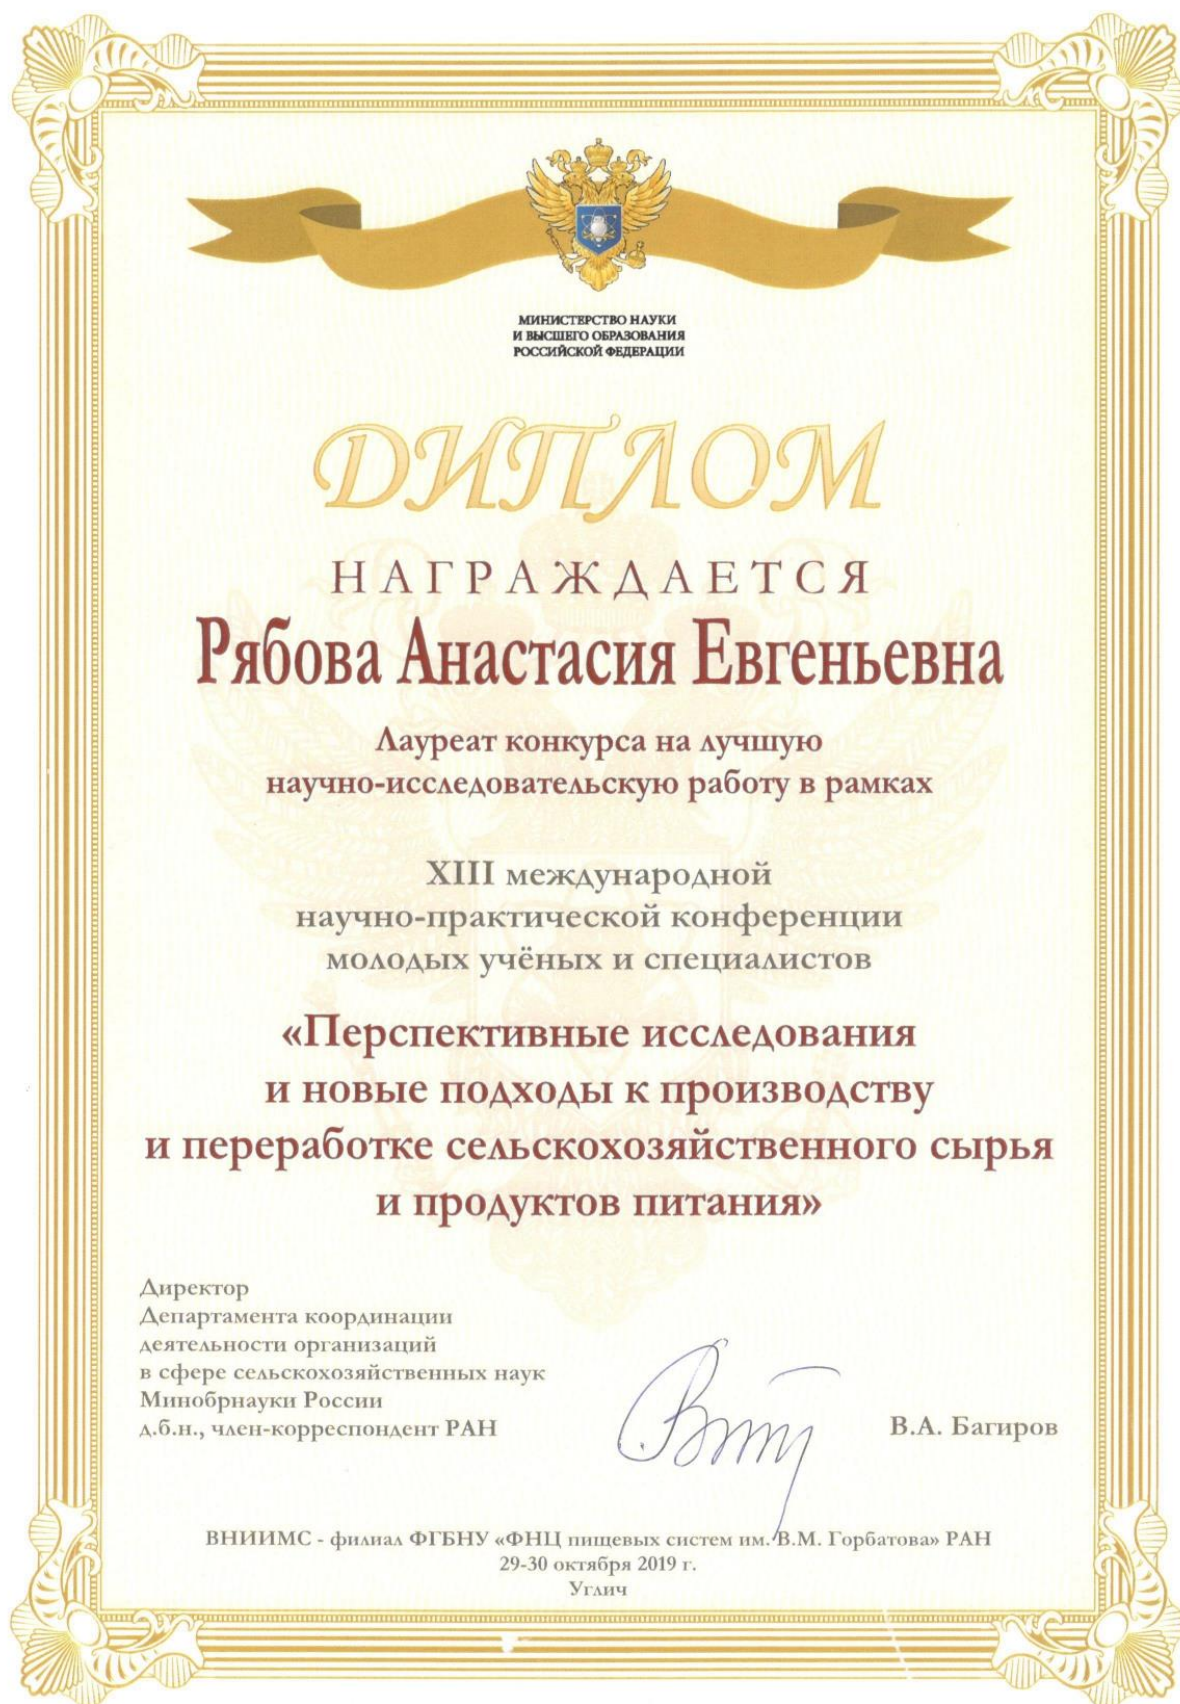 МИНИСТЕРСТВО НАУКИ
И ВЫСШЕГО ОБРАЗОВАНИЯ
РОССИЙСКОЙ ФЕДЕРАЦИИ
ДИПЛОМ
НАГРАЖДАЕТСЯ
Рябова Анастасия Евгеньевна
Лауреат конкурса на лучшую
научно-исследовательскую работу в рамках
XIII международной
научно-практической конференции
молодых учёных и специалистов
«Перспективные исследования
и новые подходы к производству
и переработке сельскохозяйственного сырья
и продуктов питания»
Директор
Департамента координации
деятельности организаций
в сфере сельскохозяйственных наук
Минобрнауки России
д.б.н., член-корреспондент РАН
В.А. Багиров
ВНИИМС - филиал ФГБНУ «ФНЦ пищевых систем им. В.М. Горбатова» РАН
29-30 октября 2019 г.
Углич